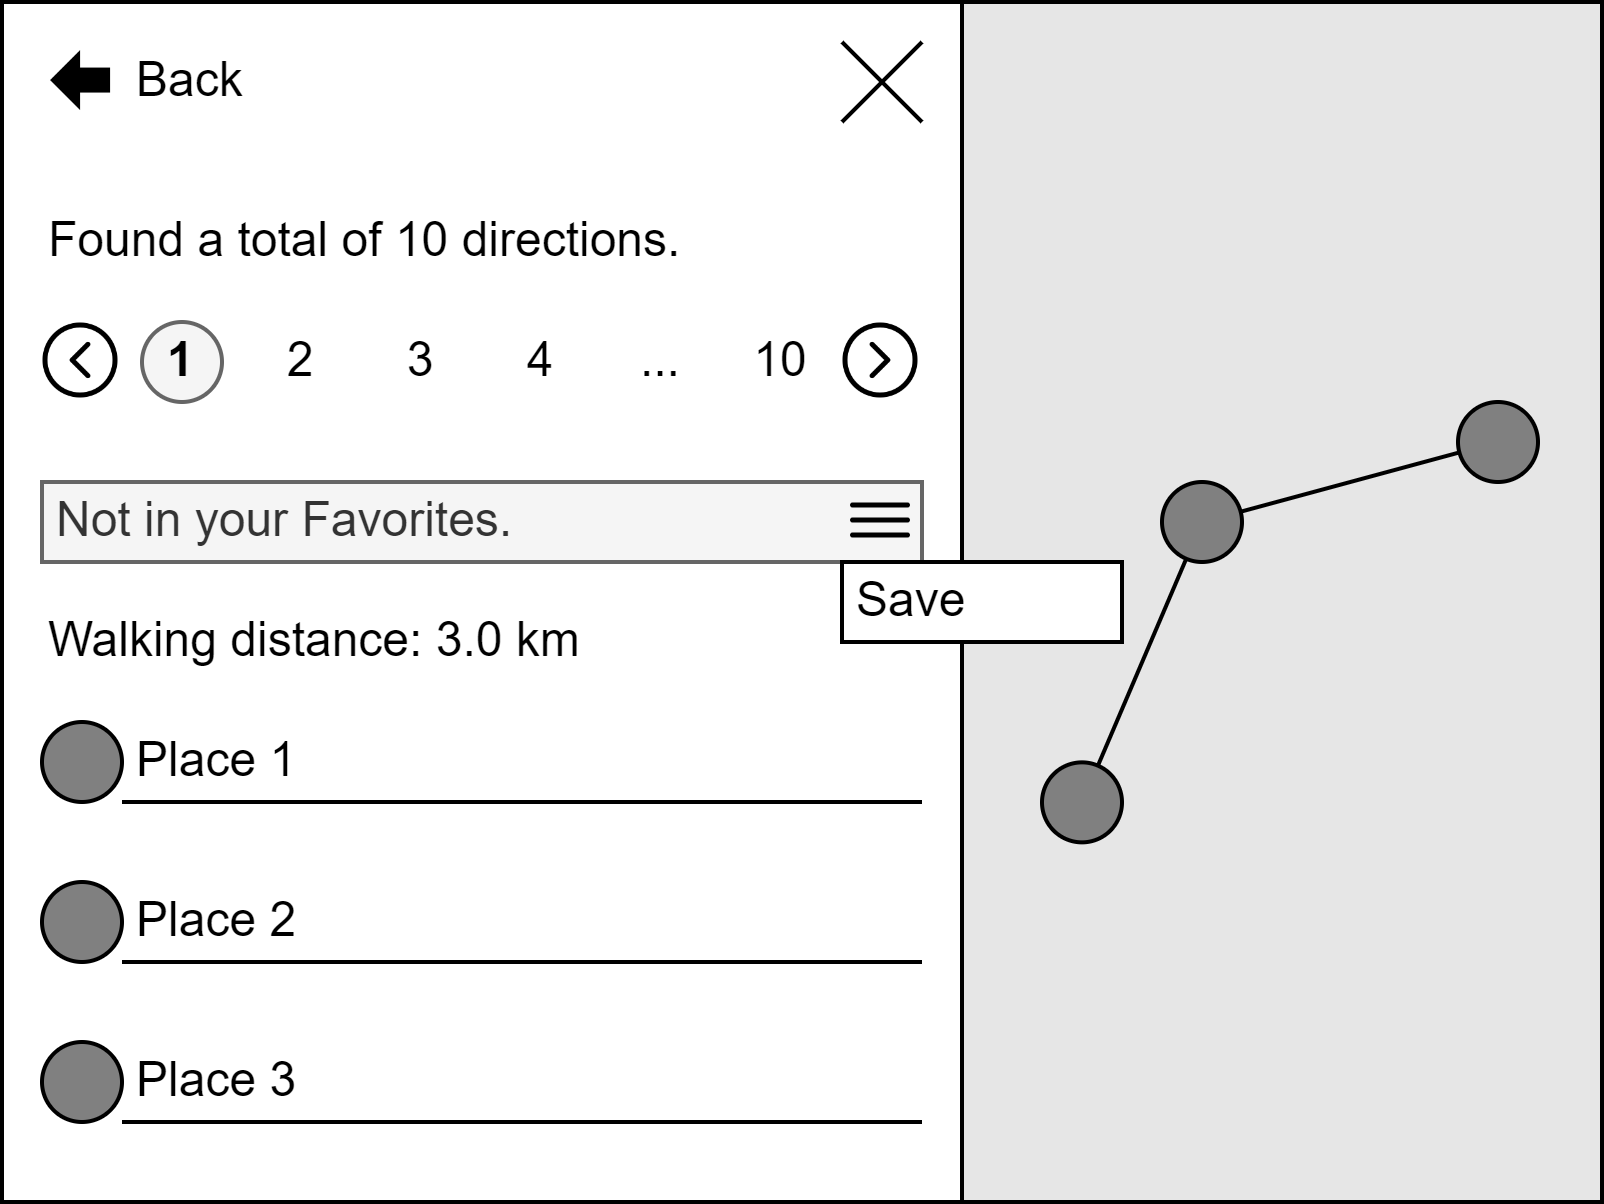 Back
Found a total of 10 directions.
1 2 3 4 ... 10
Not in your Favorites.
Save
Walking distance: 3.0 km
Place 1
Place 2
Place 3